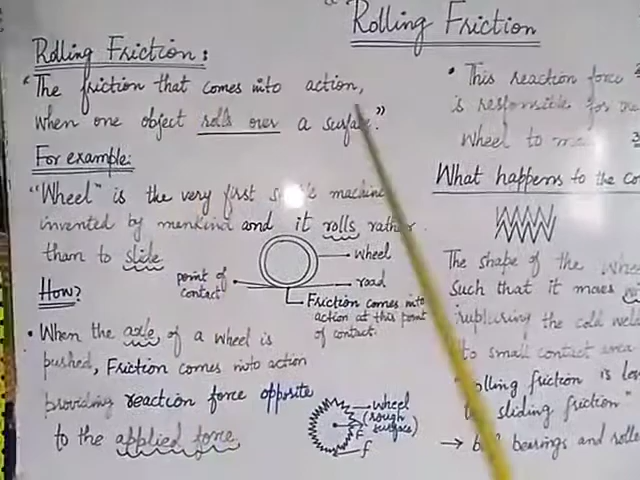 Rolling Friction
Rolling Friction:
"The friction that comes into action,
when one object rolls over a surface."
For example:
"Wheel" is the very first simple machine
invented by mankind and it rolls rather
than to slide
wheel
point of
contact
road
Friction comes into
action at this point
of contact.
How?
• When the axle of a wheel is
pushed, Friction comes into action
providing reaction force opposite
to the applied force.
wheel
(rough
surface)
F
f
• This reaction force
is responsible for
Wheel to
What happens to the
The shape of the
Such that it
the cold
to small contact area
rolling friction is
sliding friction"
→ ball bearings and